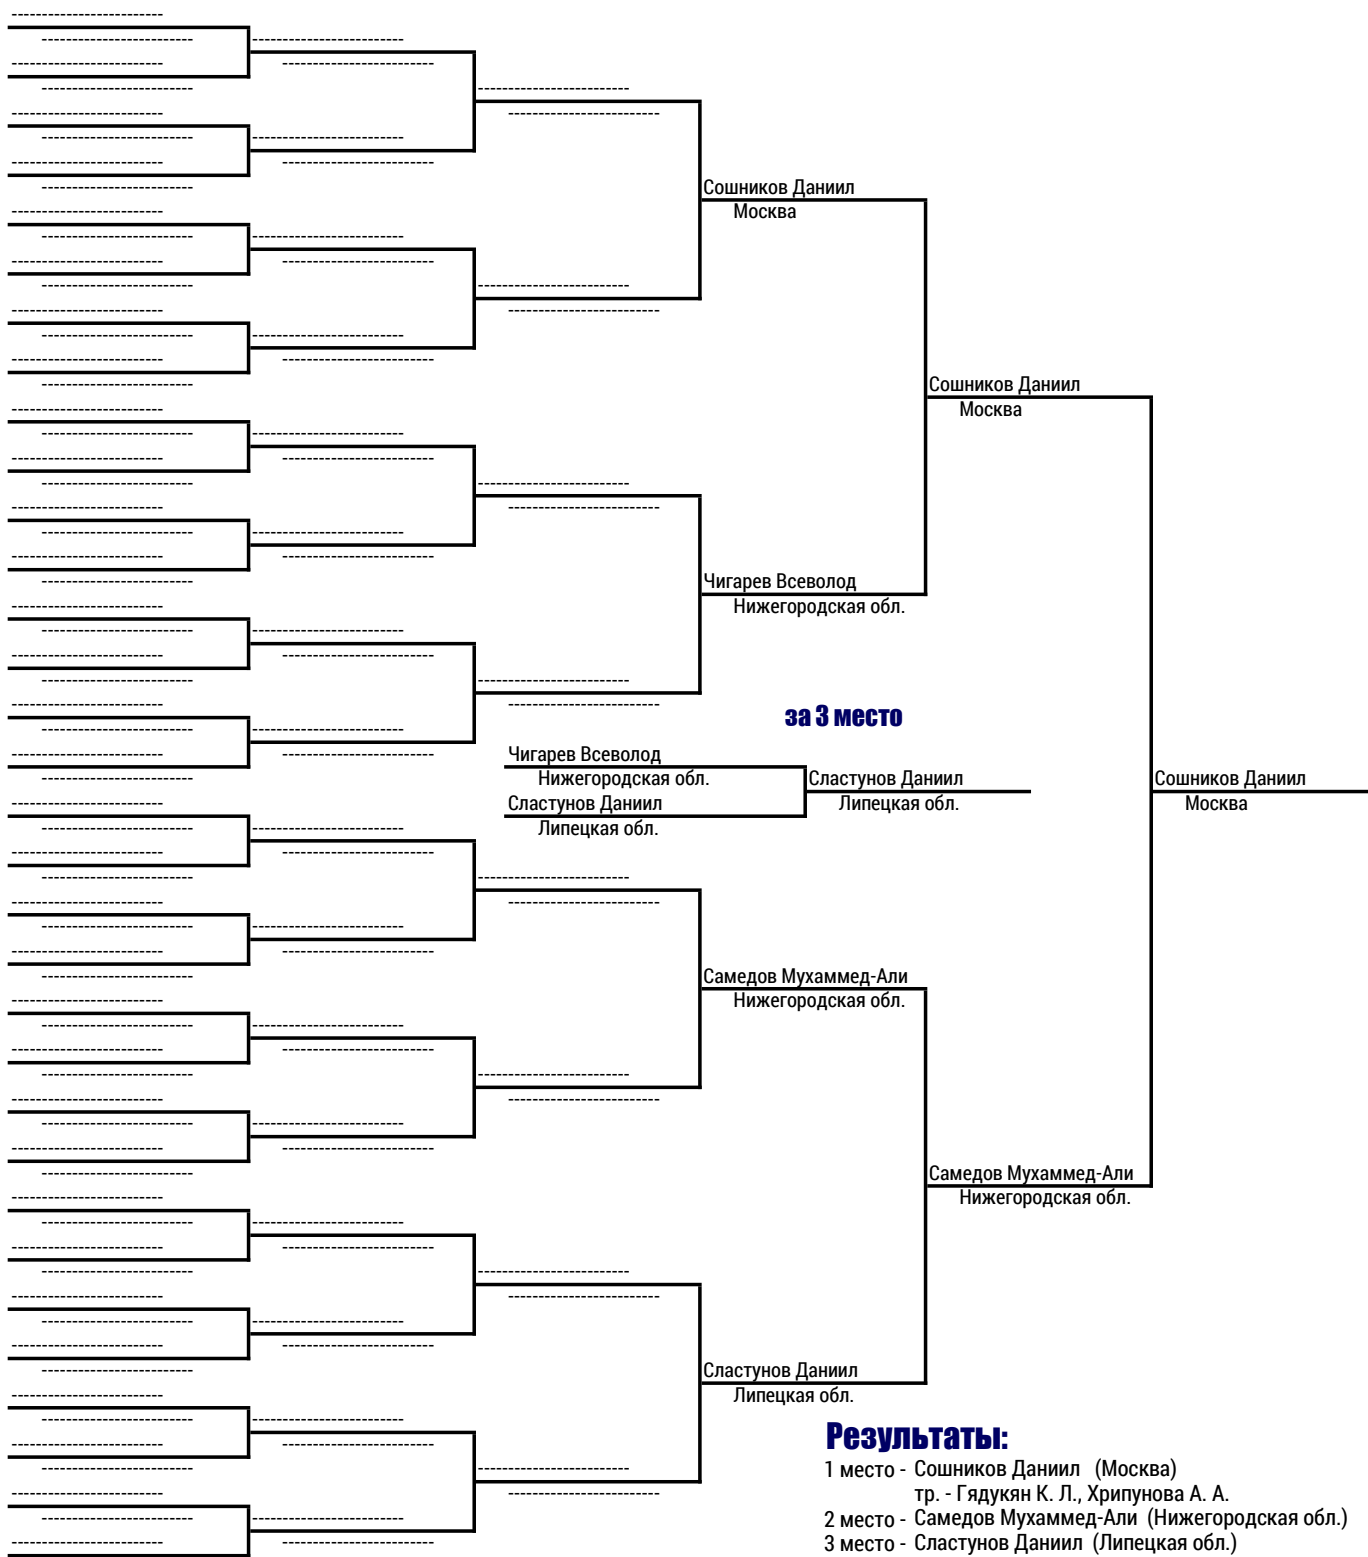 Сошников Даниил
Москва
Сошников Даниил
Москва
Чигарев Всеволод
Нижегородская обл.
за 3 место
Чигарев Всеволод
Нижегородская обл.
Сластунов Даниил
Липецкая обл.
Сластунов Даниил
Липецкая обл.
Сошников Даниил
Москва
Самедов Мухаммед-Али
Нижегородская обл.
Самедов Мухаммед-Али
Нижегородская обл.
Сластунов Даниил
Липецкая обл.
Результаты:
1 место - Сошников Даниил (Москва)
тр. - Гядукян К. Л., Хрипунова А. А.
2 место - Самедов Мухаммед-Али (Нижегородская обл.)
3 место - Сластунов Даниил (Липецкая обл.)